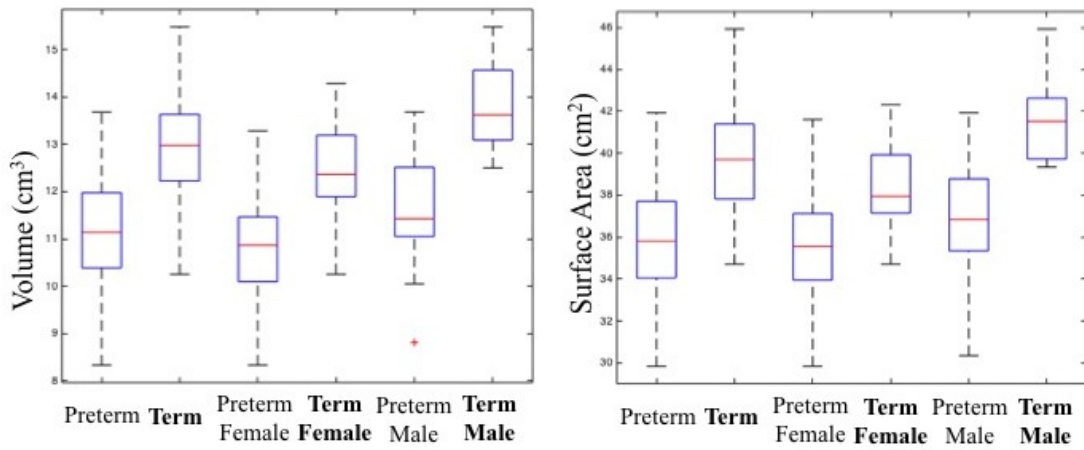 Volume (cm³)
15
14
13
12
11
10
9
8
Preterm
Term
Preterm
Female
Term
Female
Preterm
Male
Term
Male
Surface Area (cm²)
46
44
42
40
38
36
34
32
30
Preterm
Term
Preterm
Female
Term
Female
Preterm
Male
Term
Male